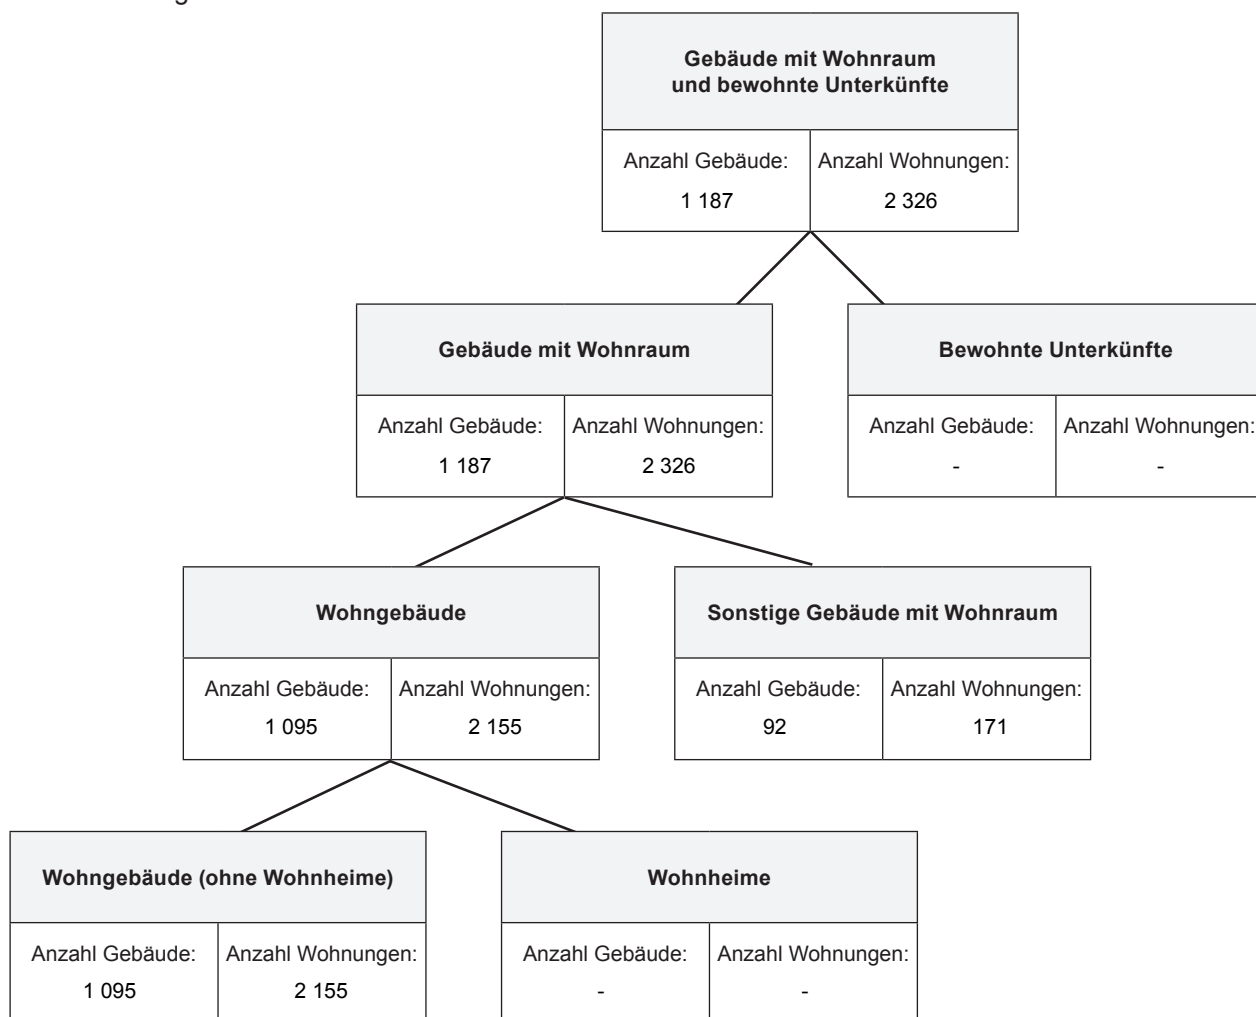 Gebäude mit Wohnraum
und bewohnte Unterkünfte
Anzahl Gebäude: Anzahl Wohnungen:
1 187 2 326
Gebäude mit Wohnraum
Anzahl Gebäude: Anzahl Wohnungen:
1 187 2 326
Bewohnte Unterkünfte
Anzahl Gebäude: Anzahl Wohnungen:
- -
Wohngebäude
Anzahl Gebäude: Anzahl Wohnungen:
1 095 2 155
Sonstige Gebäude mit Wohnraum
Anzahl Gebäude: Anzahl Wohnungen:
92 171
Wohngebäude (ohne Wohnheime)
Anzahl Gebäude: Anzahl Wohnungen:
1 095 2 155
Wohnheime
Anzahl Gebäude: Anzahl Wohnungen:
- -